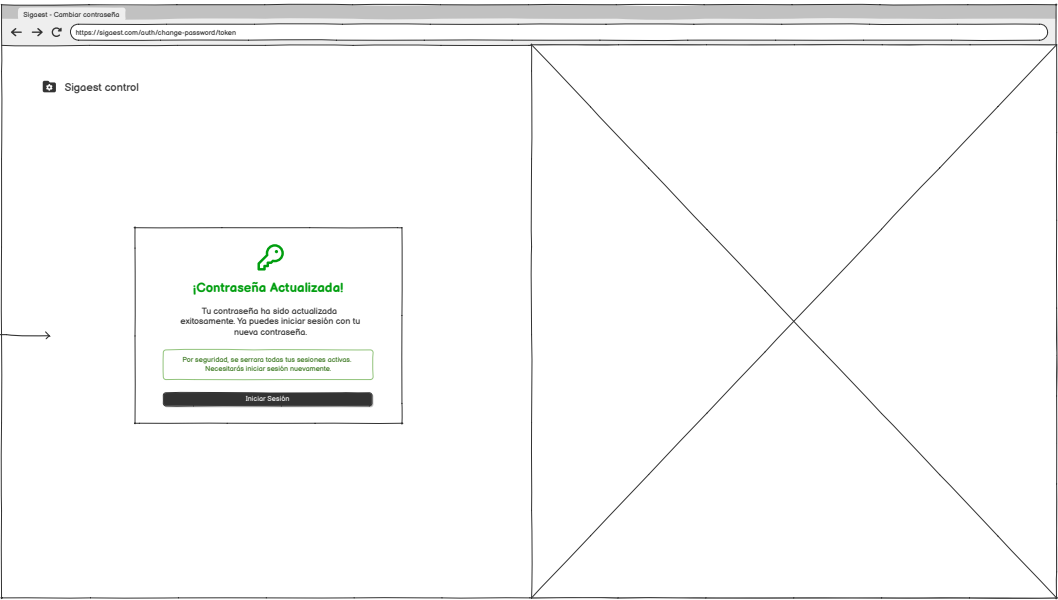 Sigaest - Cambiar contraseña
https://sigaest.com/auth/change-password/token
Sigaest control
¡Contraseña Actualizada!
Tu contraseña ha sido actualizada
exitosamente. Ya puedes iniciar sesión con tu
nueva contraseña.
Por seguridad, se serrara todas tus sesiones activas.
Necesitarás iniciar sesión nuevamente.
Iniciar Sesión